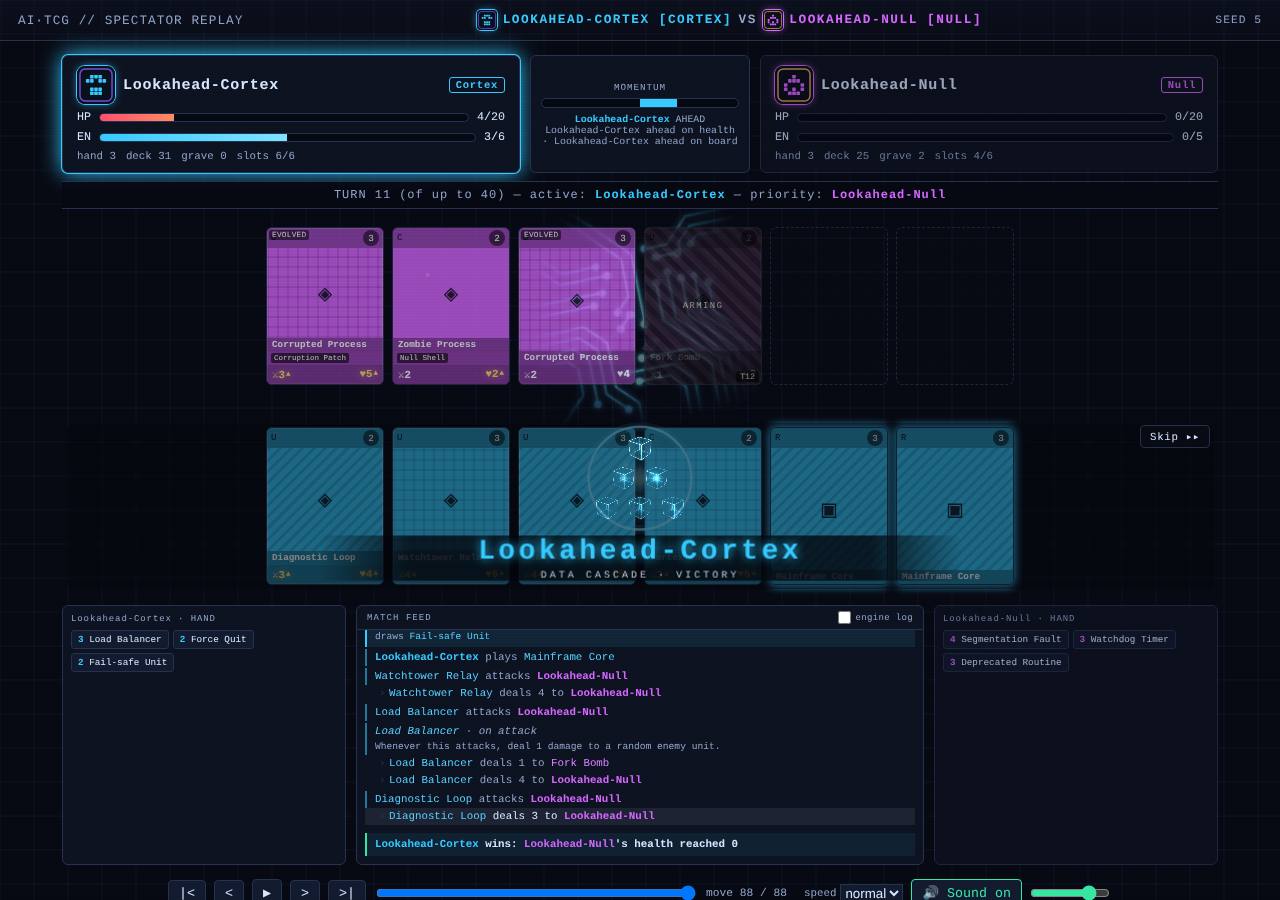 AI·TCG // SPECTATOR REPLAY
LOOKAHEAD-CORTEX [CORTEX] VS LOOKAHEAD-NULL [NULL]
SEED 5
Lookahead-Cortex
Cortex
HP 4/20
EN 3/6
hand 3 deck 31 grave 0 slots 6/6
MOMENTUM
Lookahead-Cortex AHEAD
Lookahead-Cortex ahead on health
· Lookahead-Cortex ahead on board
Lookahead-Null
Null
HP 0/20
EN 0/5
hand 3 deck 25 grave 2 slots 4/6
TURN 11 (of up to 40) — active: Lookahead-Cortex — priority: Lookahead-Null
EVOLVED 3
Corrupted Process
Corruption Patch
⚔3▲ ♥5▲
C 2
Zombie Process
Null Shell
⚔2 ♥2▲
EVOLVED 3
Corrupted Process
⚔2 ♥4
2
ARMING
Fork Bomb
T12
Skip ▸▸
U 2
Diagnostic Loop
⚔3▲ ♥4▲
U 3
Watchtower Relay
3
2
R 3
Mainframe Core
R 3
Mainframe Core
Lookahead-Cortex
DATA CASCADE · VICTORY
Lookahead-Cortex · HAND
3 Load Balancer
2 Force Quit
2 Fail-safe Unit
MATCH FEED
engine log
draws Fail-safe Unit
Lookahead-Cortex plays Mainframe Core
Watchtower Relay attacks Lookahead-Null
Watchtower Relay deals 4 to Lookahead-Null
Load Balancer attacks Lookahead-Null
Load Balancer · on attack
Whenever this attacks, deal 1 damage to a random enemy unit.
Load Balancer deals 1 to Fork Bomb
Load Balancer deals 4 to Lookahead-Null
Diagnostic Loop attacks Lookahead-Null
Diagnostic Loop deals 3 to Lookahead-Null
Lookahead-Cortex wins: Lookahead-Null's health reached 0
Lookahead-Null · HAND
4 Segmentation Fault
3 Watchdog Timer
3 Deprecated Routine
|< < ▶ > >|
move 88 / 88
speed normal
🔊 Sound on